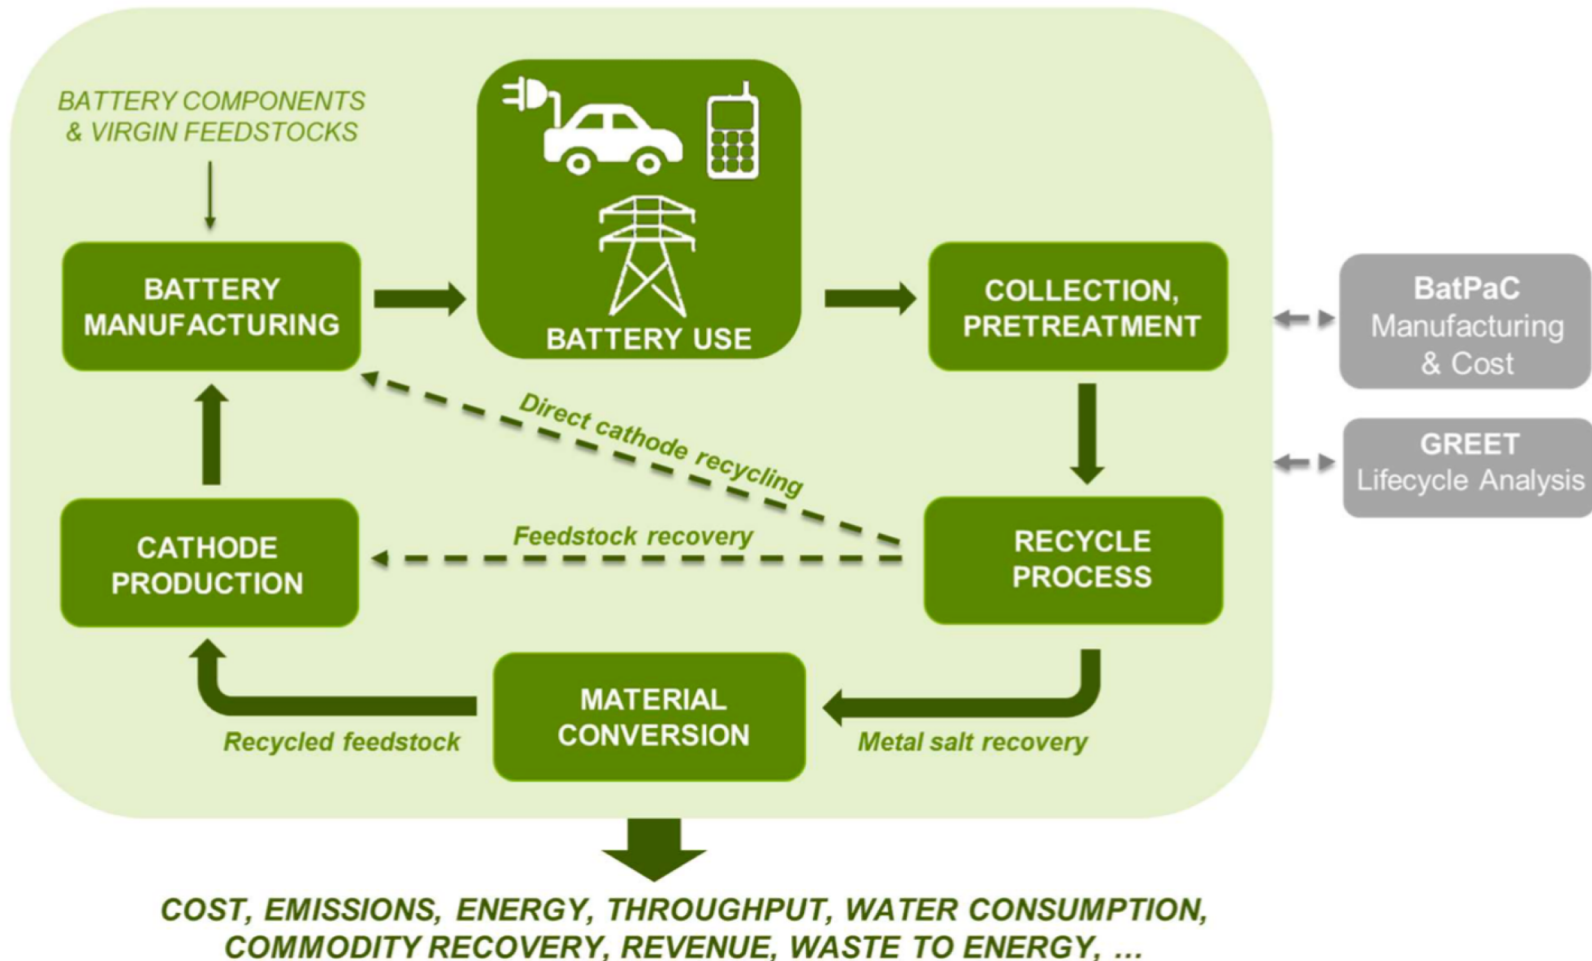 BATTERY COMPONENTS
& VIRGIN FEEDSTOCKS
BATTERY
MANUFACTURING
BATTERY USE
COLLECTION,
PRETREATMENT
BatPaC
Manufacturing
& Cost
GREET
Lifecycle Analysis
Direct cathode recycling
Feedstock recovery
CATHODE
PRODUCTION
RECYCLE
PROCESS
MATERIAL
CONVERSION
Recycled feedstock
Metal salt recovery
COST, EMISSIONS, ENERGY, THROUGHPUT, WATER CONSUMPTION,
COMMODITY RECOVERY, REVENUE, WASTE TO ENERGY, ...